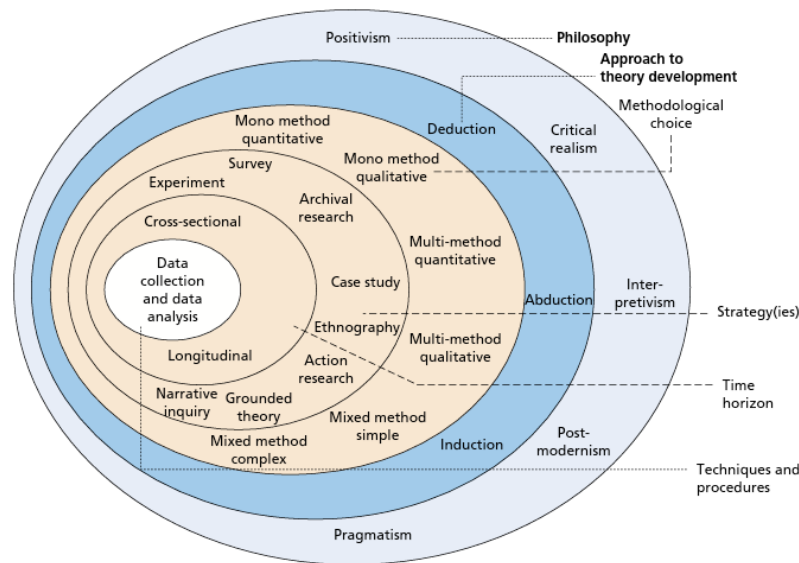 Positivism
Philosophy
Approach to
theory development
Methodological
choice
Mono method
quantitative
Deduction
Critical
realism
Survey
Mono method
qualitative
Experiment
Archival
research
Cross-sectional
Multi-method
quantitative
Data
collection
and data
analysis
Case study
Inter-
pretivism
Abduction
Strategy(ies)
Ethnography
Multi-method
qualitative
Longitudinal
Action
research
Time
horizon
Narrative
inquiry
Grounded
theory
Mixed method
simple
Mixed method
complex
Induction
Post-
modernism
Techniques and
procedures
Pragmatism